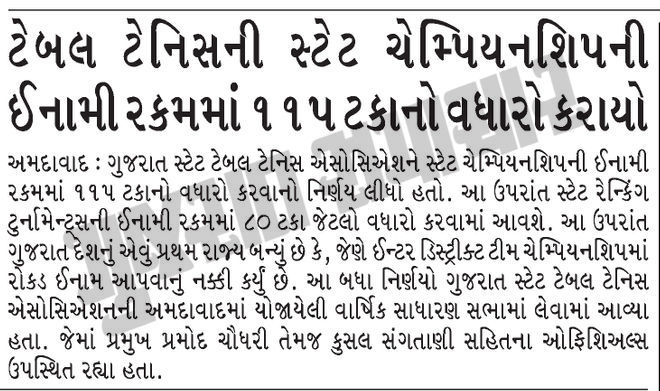 ટેબલ ટેનિસની સ્ટેટ ચેમ્પિયનશિપની
ઈનામી રકમમાં ૧૧૫ ટકાનો વધારો કરાયો
અમદાવાદ : ગુજરાત સ્ટેટ ટેબલ ટેનિસ એસોસિએશને સ્ટેટ ચેમ્પિયનશિપની ઈનામી
રકમમાં ૧૧૫ ટકાનો વધારો કરવાનો નિર્ણય લીધો હતો. આ ઉપરાંત સ્ટેટ રેન્કિંગ
ટુર્નામેન્ટ્સની ઈનામી રકમમાં ૮૦ ટકા જેટલો વધારો કરવામાં આવશે. આ ઉપરાંત
ગુજરાત દેશનું એવું પ્રથમ રાજ્ય બન્યું છે કે, જેણે ઈન્ટર ડિસ્ટ્રીક્ટ ટીમ ચેમ્પિયનશિપમાં
રોકડ ઈનામ આપવાનું નક્કી કર્યું છે. આ બધા નિર્ણયો ગુજરાત સ્ટેટ ટેબલ ટેનિસ
એસોસિએશનની અમદાવાદમાં યોજાયેલી વાર્ષિક સાધારણ સભામાં લેવામાં આવ્યા
હતા. જેમાં પ્રમુખ પ્રમોદ ચૌધરી તેમજ કુસલ સંગતાણી સહિતના ઓફિશિઅલ્સ
ઉપસ્થિત રહ્યા હતા.
ગુજરાત સમાચાર